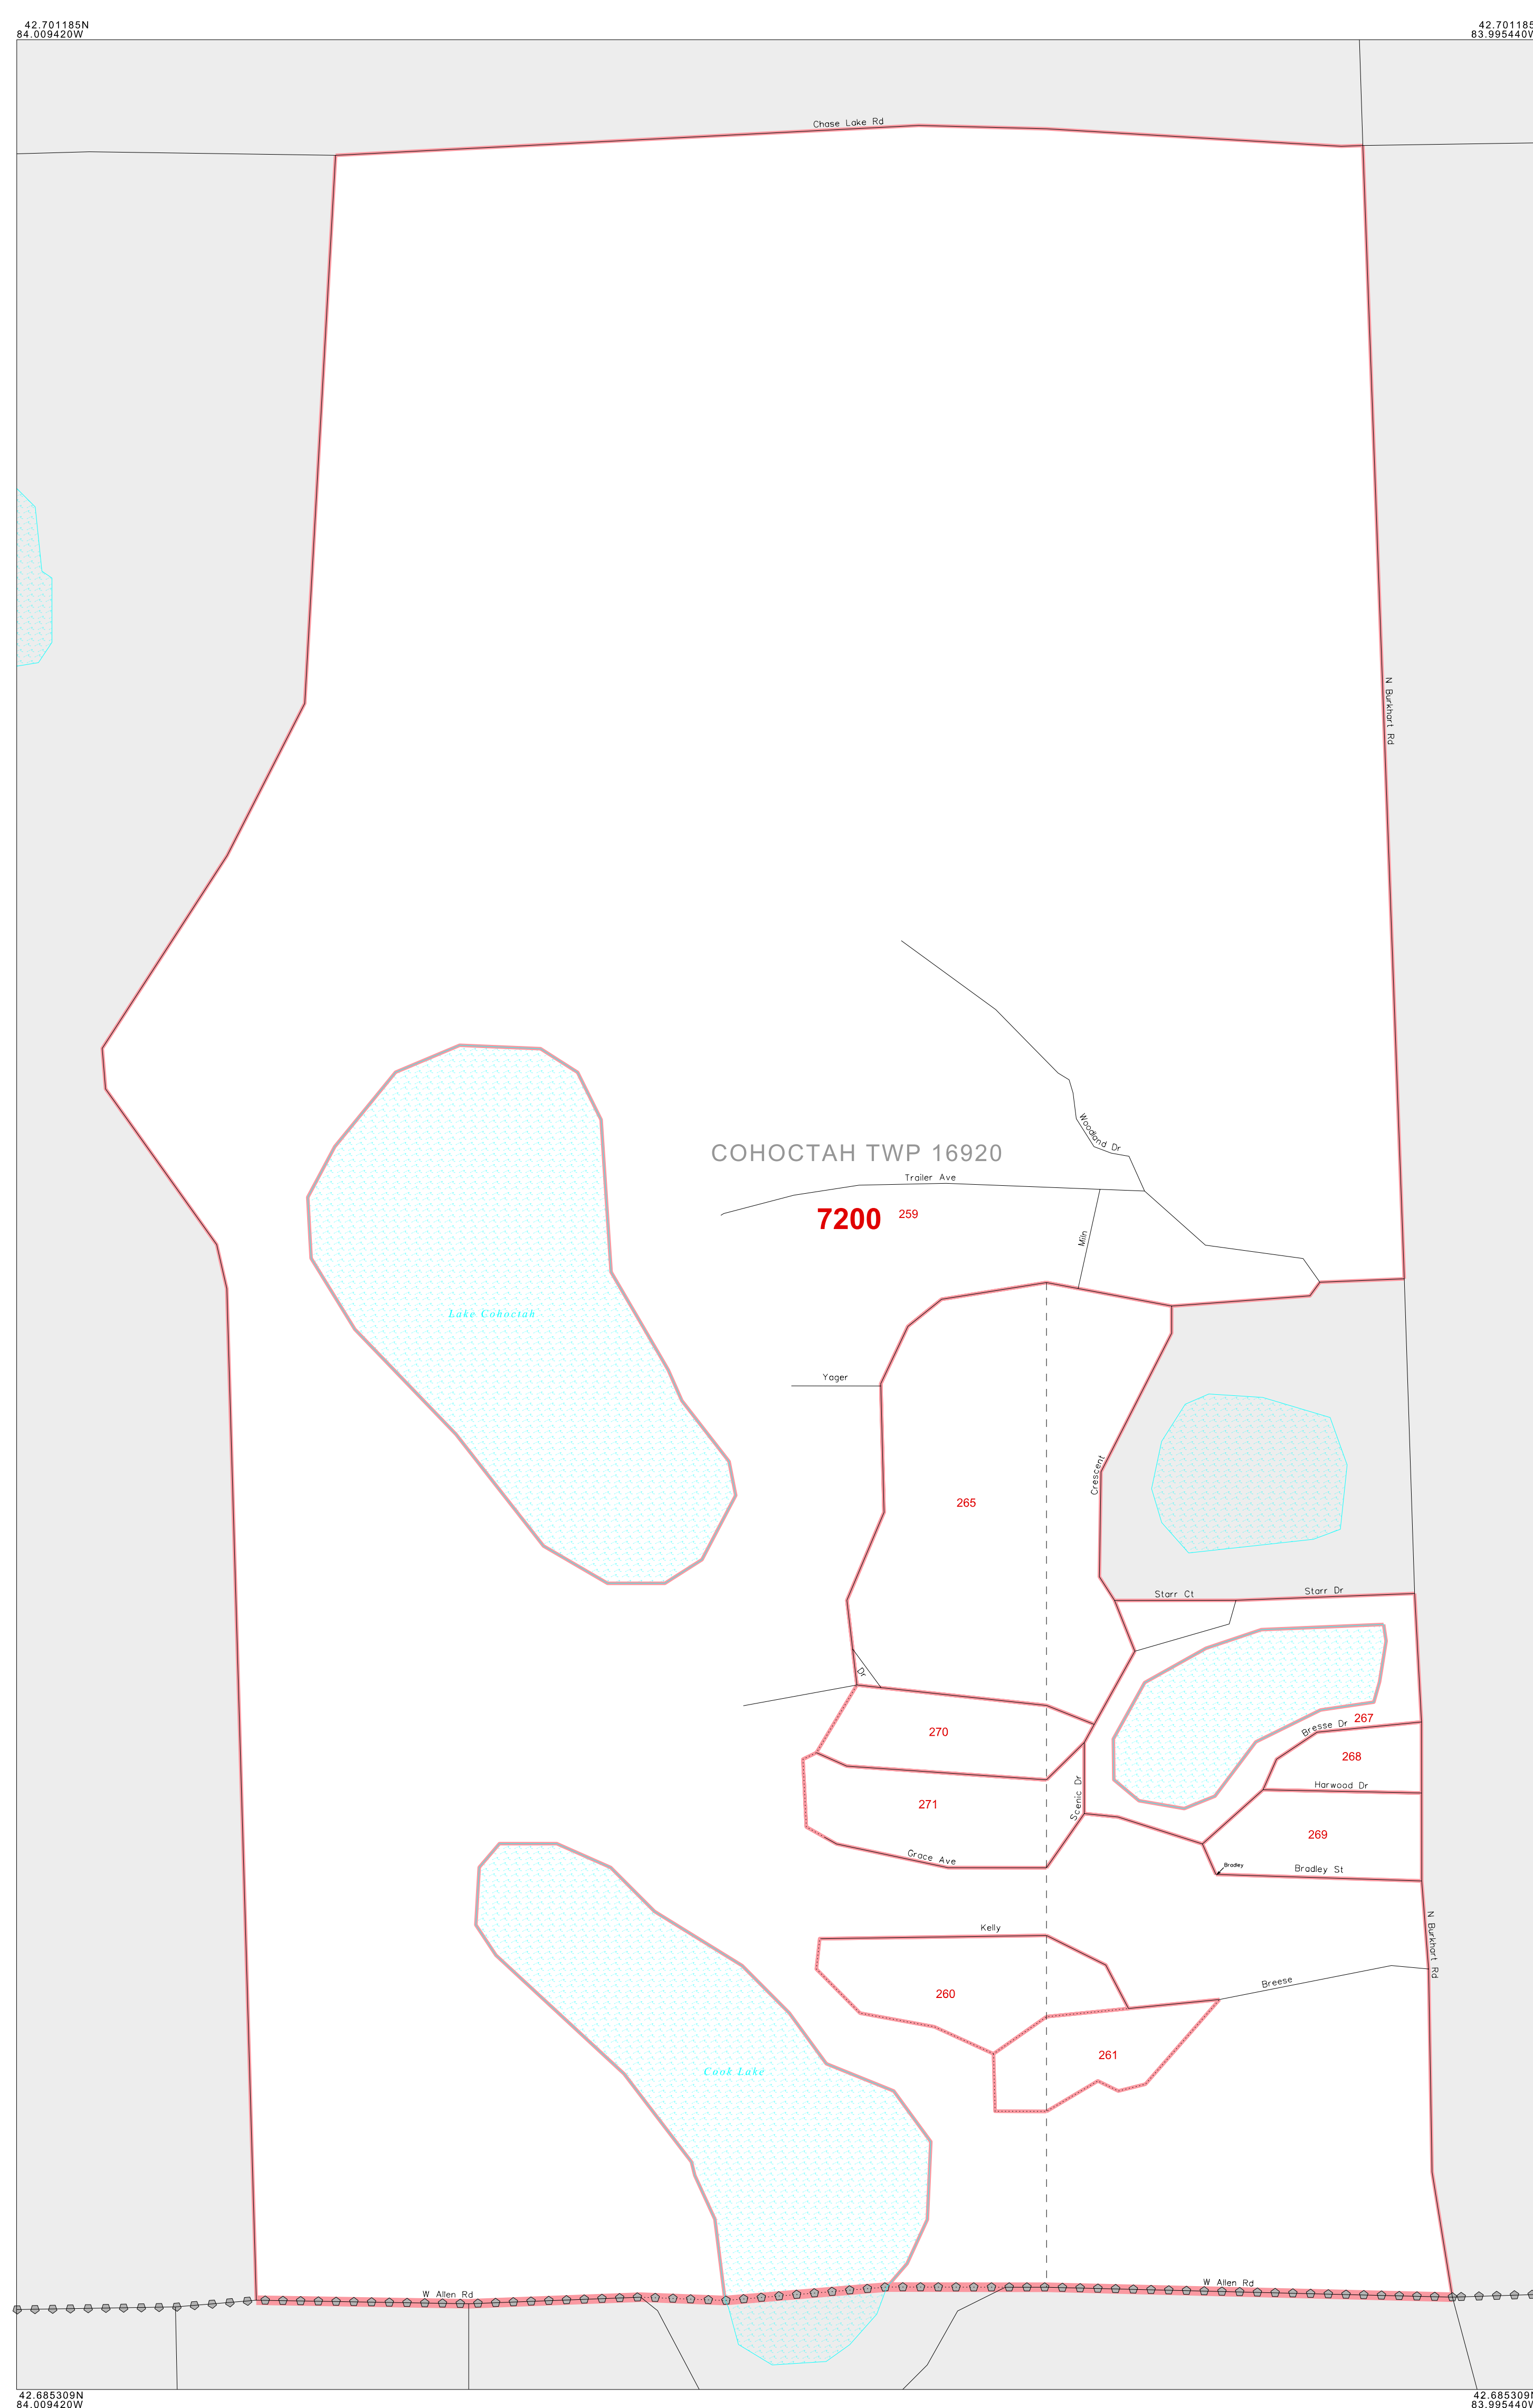 42.701185N
84.009420W
42.701185
83.995440W
Chase Lake Rd
N Burkhart Rd
Woodland Dr
COHOCTAH TWP 16920
Trailer Ave
7200
259
Miln
Lake Cohoctah
Yager
Crescent
265
Starr Ct
Starr Dr
Dr
267
Bresse Dr
270
268
Harwood Dr
Scenic Dr
271
269
Grace Ave
Bradley
Bradley St
N Burkhart Rd
Kelly
Breese
260
261
Cook Lake
W Allen Rd
W Allen Rd
42.685309N
84.009420W
42.685309N
83.995440W